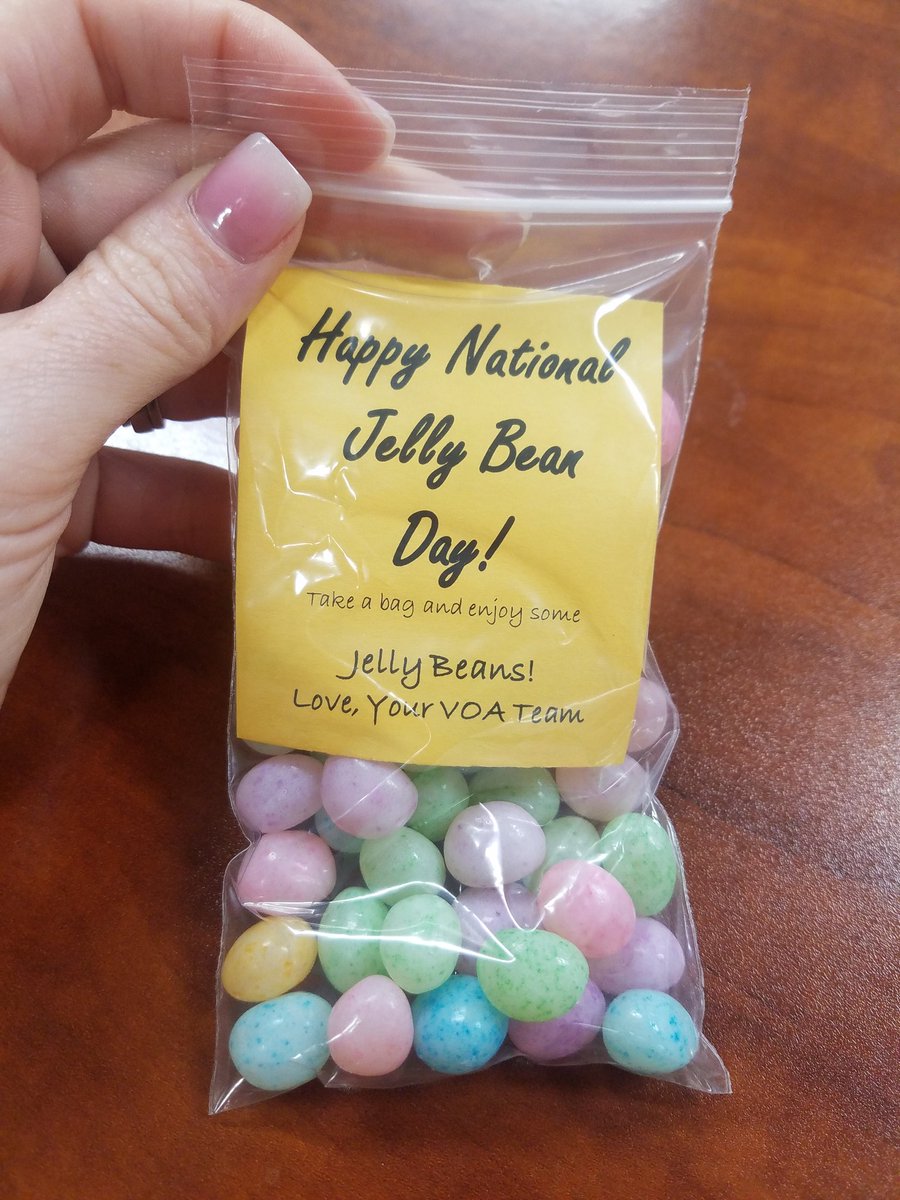 Happy National
Jelly Bean
Day!
Take a bag and enjoy some
Jelly Beans!
Love, Your VOA Team